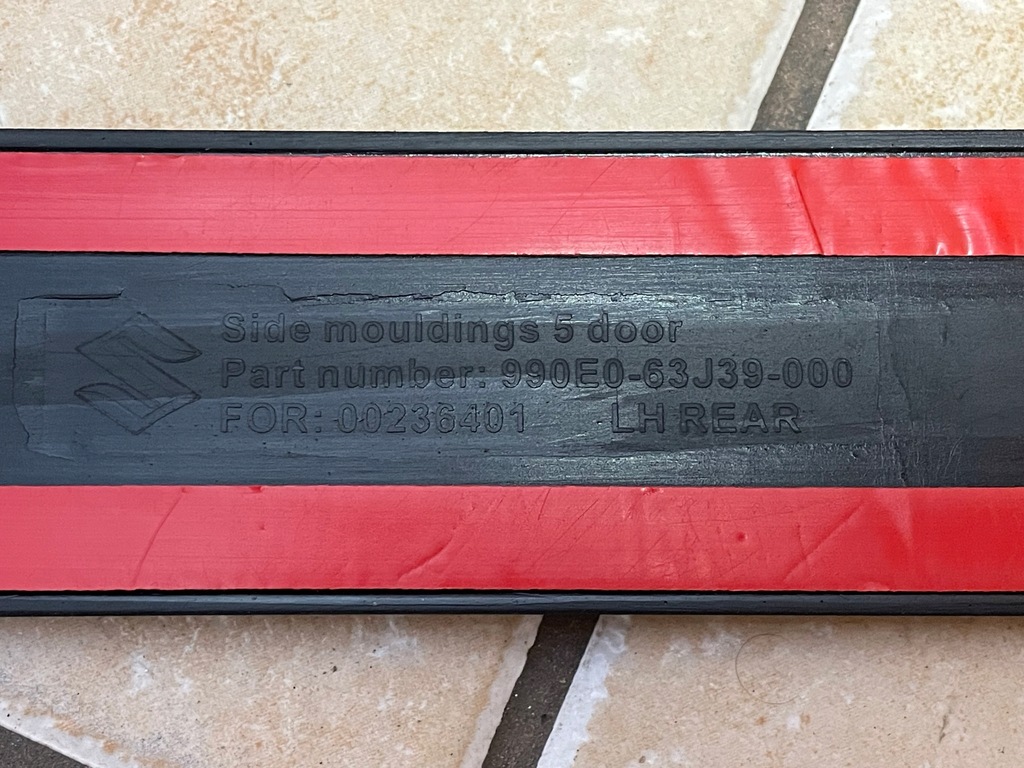 Side mouldings 5 door
Part number: 990E0-63J39-000
FOR: 00236401 LH REAR